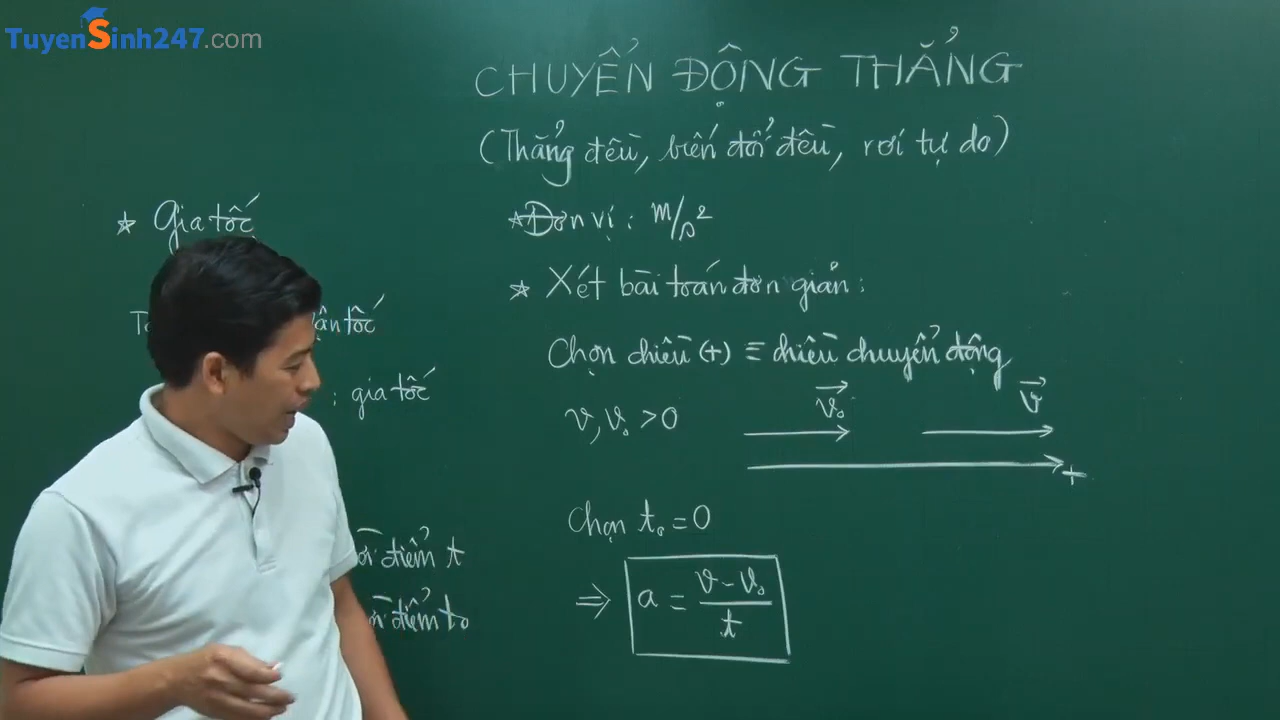 TuyenSinh247.com
CHUYỂN ĐỘNG THẲNG
(Thẳng đều, biến đổi đều, rơi tự do)
* Gia tốc
vận tốc
: gia tốc
điểm t
điểm t₀
* Đơn vị: m/s²
* Xét bài toán đơn giản:
Chọn chiều (+) ≡ chiều chuyển động
v, v₀ > 0
v⃗₀ v⃗
+
Chọn t₀ = 0
⇒ a = (v - v₀)/t